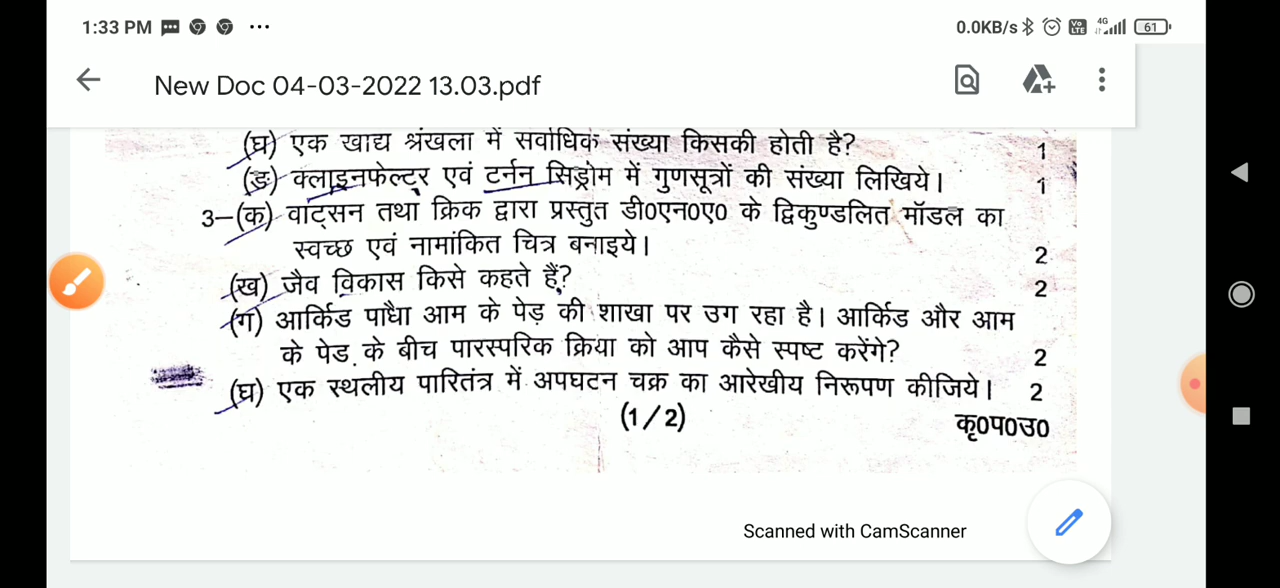 1:33 PM ... 0.0KB/s Vo LTE 4G 61
New Doc 04-03-2022 13.03.pdf
(घ) एक खाद्य श्रंखला में सर्वाधिक संख्या किसकी होती है? 1
(ङ) क्लाइनफेल्टर एवं टर्नन सिड्रोम में गुणसूत्रों की संख्या लिखिये। 1
3–(क) वाट्सन तथा क्रिक द्वारा प्रस्तुत डी0एन0ए0 के द्विकुण्डलित मॉडल का
स्वच्छ एवं नामांकित चित्र बनाइये। 2
(ख) जैव विकास किसे कहते हैं? 2
(ग) आर्किड पौधा आम के पेड़ की शाखा पर उग रहा है। आर्किड और आम
के पेड के बीच पारस्परिक क्रिया को आप कैसे स्पष्ट करेंगे? 2
(घ) एक स्थलीय पारितंत्र में अपघटन चक्र का आरेखीय निरूपण कीजिये। 2
(1/2)
कृ0प0उ0
Scanned with CamScanner